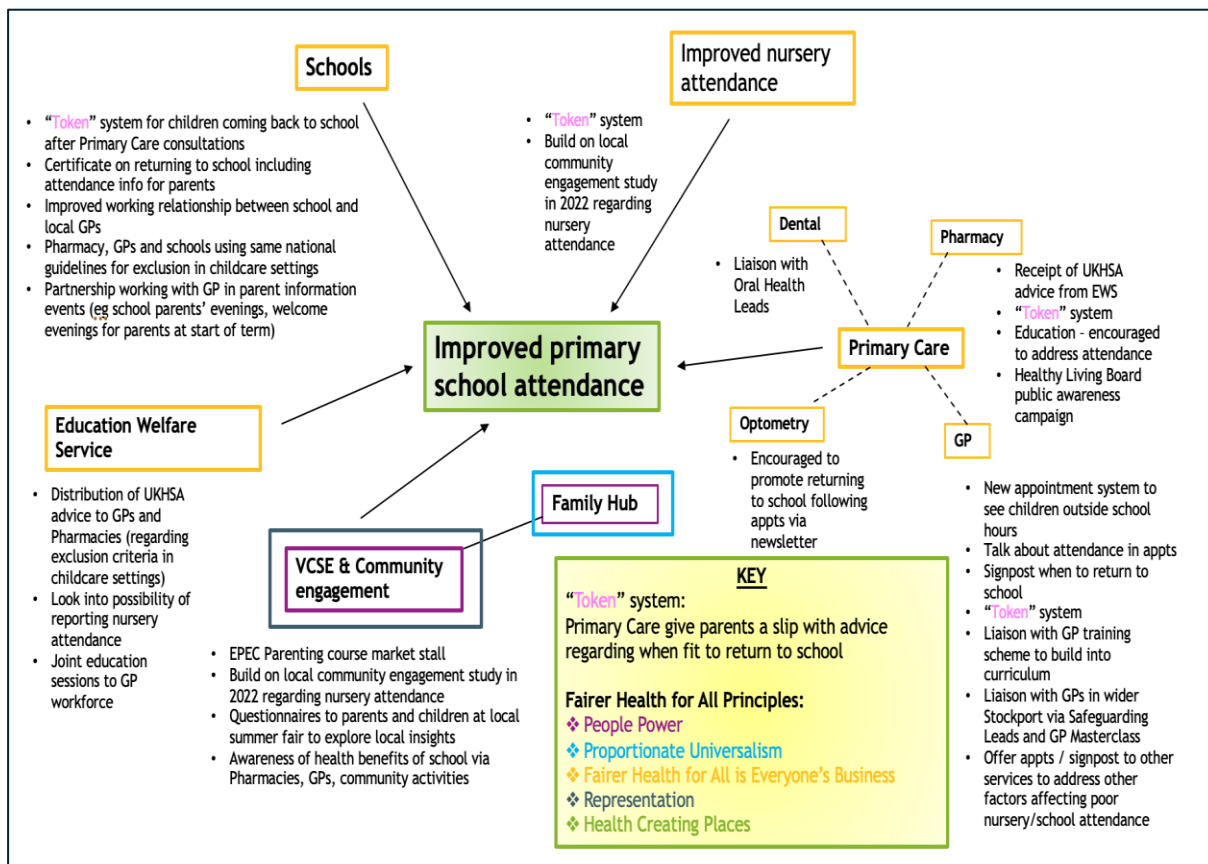 Schools
• “Token” system for children coming back to school
after Primary Care consultations
• Certificate on returning to school including
attendance info for parents
• Improved working relationship between school and
local GPs
• Pharmacy, GPs and schools using same national
guidelines for exclusion in childcare settings
• Partnership working with GP in parent information
events (eg school parents’ evenings, welcome
evenings for parents at start of term)
Improved nursery
attendance
• “Token” system
• Build on local
community
engagement study
in 2022 regarding
nursery
attendance
Dental
• Liaison with
Oral Health
Leads
Pharmacy
• Receipt of UKHSA
advice from EWS
• “Token” system
• Education - encouraged
to address attendance
• Healthy Living Board
public awareness
campaign
Primary Care
Improved primary
school attendance
Optometry
• Encouraged to
promote returning
to school following
appts via
newsletter
GP
• New appointment system to
see children outside school
hours
• Talk about attendance in appts
• Signpost when to return to
school
• “Token” system
• Liaison with GP training
scheme to build into
curriculum
• Liaison with GPs in wider
Stockport via Safeguarding
Leads and GP Masterclass
• Offer appts / signpost to other
services to address other
factors affecting poor
nursery/school attendance
Education Welfare
Service
• Distribution of UKHSA
advice to GPs and
Pharmacies (regarding
exclusion criteria in
childcare settings)
• Look into possibility of
reporting nursery
attendance
• Joint education
sessions to GP
workforce
Family Hub
VCSE & Community
engagement
• EPEC Parenting course market stall
• Build on local community engagement study in
2022 regarding nursery attendance
• Questionnaires to parents and children at local
summer fair to explore local insights
• Awareness of health benefits of school via
Pharmacies, GPs, community activities
KEY
“Token” system:
Primary Care give parents a slip with advice
regarding when fit to return to school
Fairer Health for All Principles:
❖ People Power
❖ Proportionate Universalism
❖ Fairer Health for All is Everyone’s Business
❖ Representation
❖ Health Creating Places